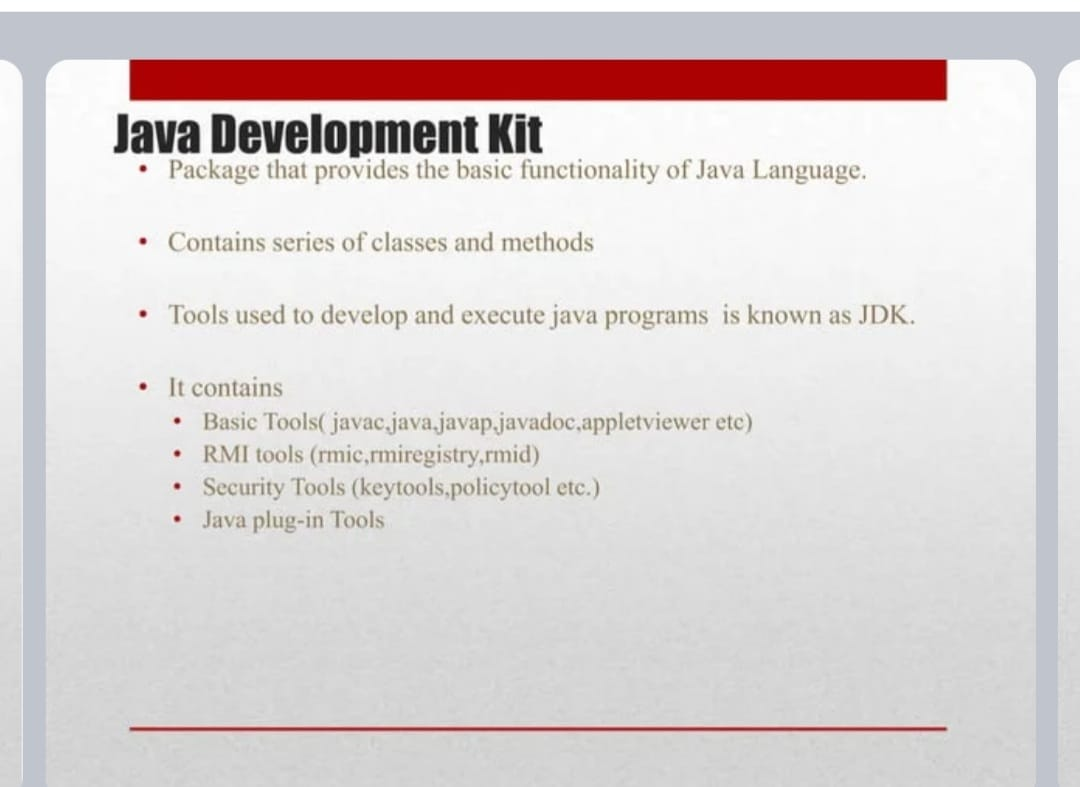 Java Development Kit
• Package that provides the basic functionality of Java Language.
• Contains series of classes and methods
• Tools used to develop and execute java programs  is known as JDK.
• It contains
• Basic Tools( javac,java,javap,javadoc,appletviewer etc)
• RMI tools (rmic,rmiregistry,rmid)
• Security Tools (keytools,policytool etc.)
• Java plug-in Tools